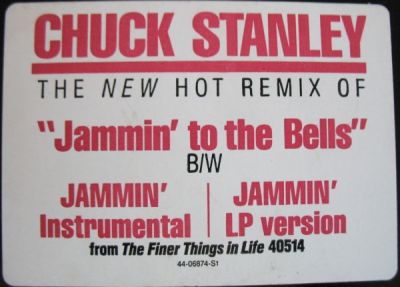 CHUCK STANLEY
THE NEW HOT REMIX OF
"Jammin' to the Bells"
B/W
JAMMIN' | JAMMIN'
Instrumental | LP version
from The Finer Things in Life 40514
44-06874-S1